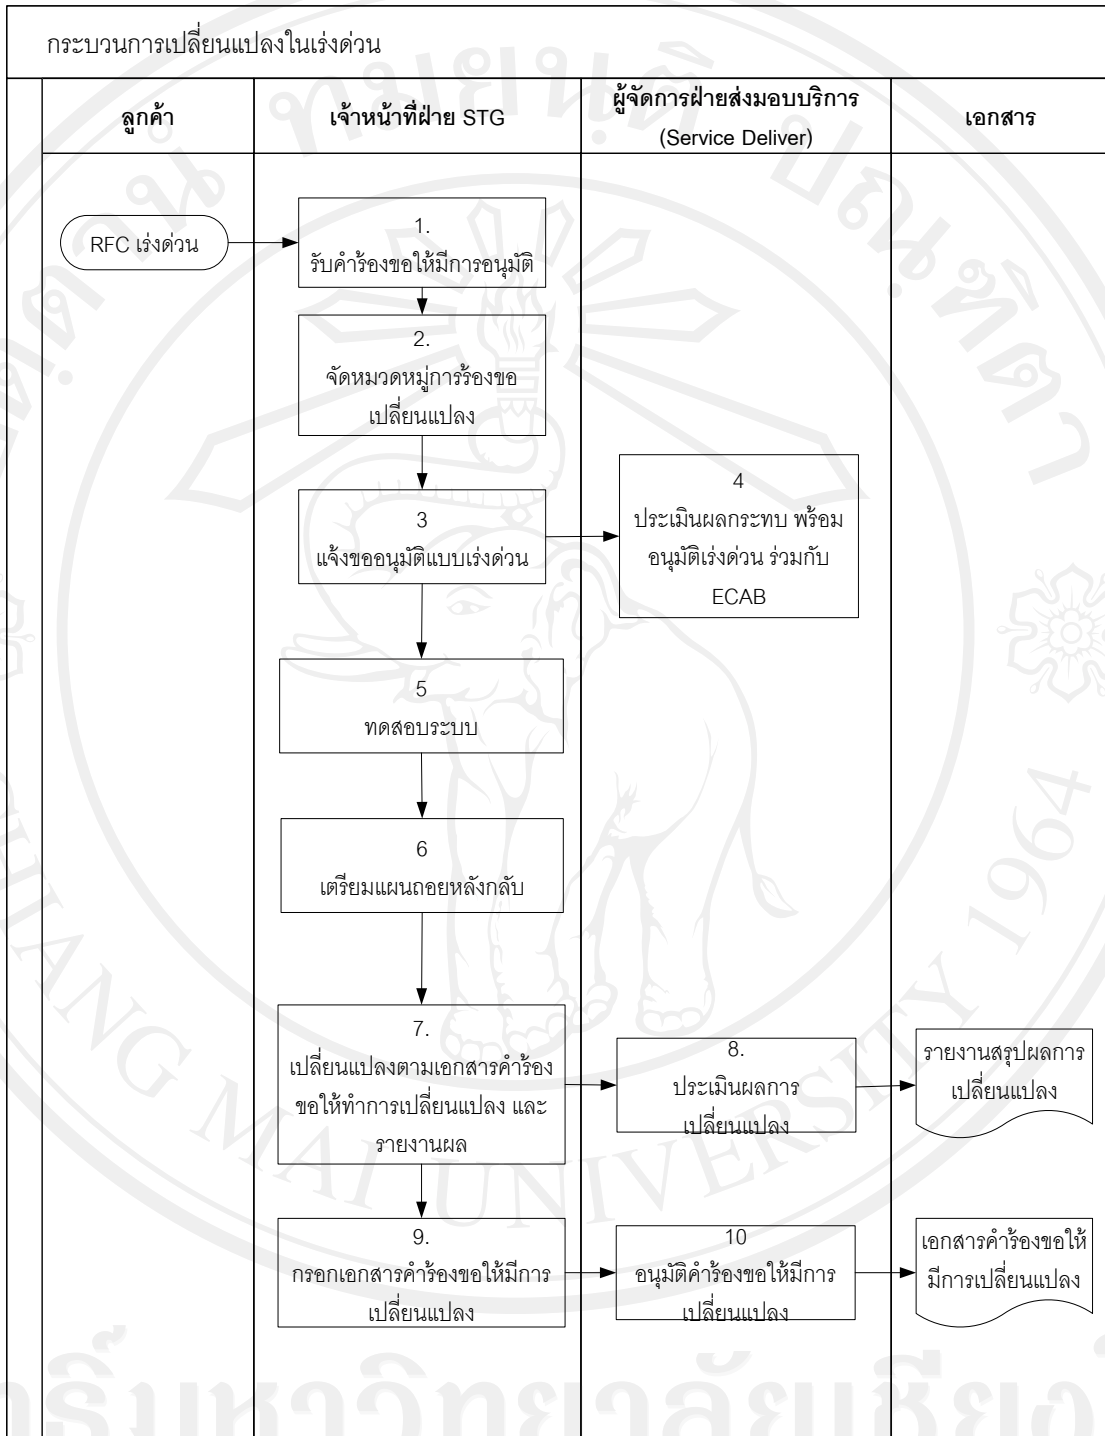 กระบวนการเปลี่ยนแปลงในเร่งด่วน
ลูกค้า
เจ้าหน้าที่ฝ่าย STG
ผู้จัดการฝ่ายส่งมอบบริการ
(Service Deliver)
เอกสาร
RFC เร่งด่วน
1.
รับคำร้องขอให้มีการอนุมัติ
2.
จัดหมวดหมู่การร้องขอ
เปลี่ยนแปลง
3
แจ้งขออนุมัติแบบเร่งด่วน
4
ประเมินผลกระทบ พร้อม
อนุมัติเร่งด่วน ร่วมกับ
ECAB
5
ทดสอบระบบ
6
เตรียมแผนถอยหลังกลับ
7.
เปลี่ยนแปลงตามเอกสารคำร้อง
ขอให้ทำการเปลี่ยนแปลง และ
รายงานผล
8.
ประเมินผลการ
เปลี่ยนแปลง
รายงานสรุปผลการ
เปลี่ยนแปลง
9.
กรอกเอกสารคำร้องขอให้มีการ
เปลี่ยนแปลง
10
อนุมัติคำร้องขอให้มีการ
เปลี่ยนแปลง
เอกสารคำร้องขอให้
มีการเปลี่ยนแปลง
CHIANG MAI UNIVERSITY 1964